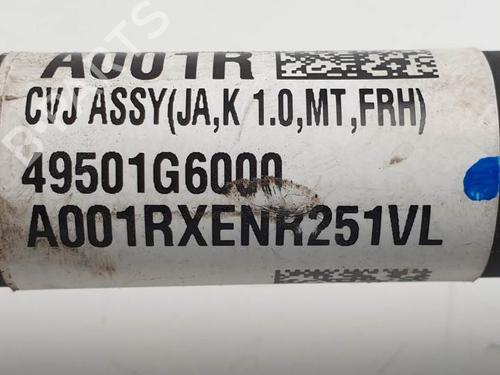 A001R
CVJ ASSY(JA,K 1.0,MT,FRH)
49501G6000
A001RXENR251VL